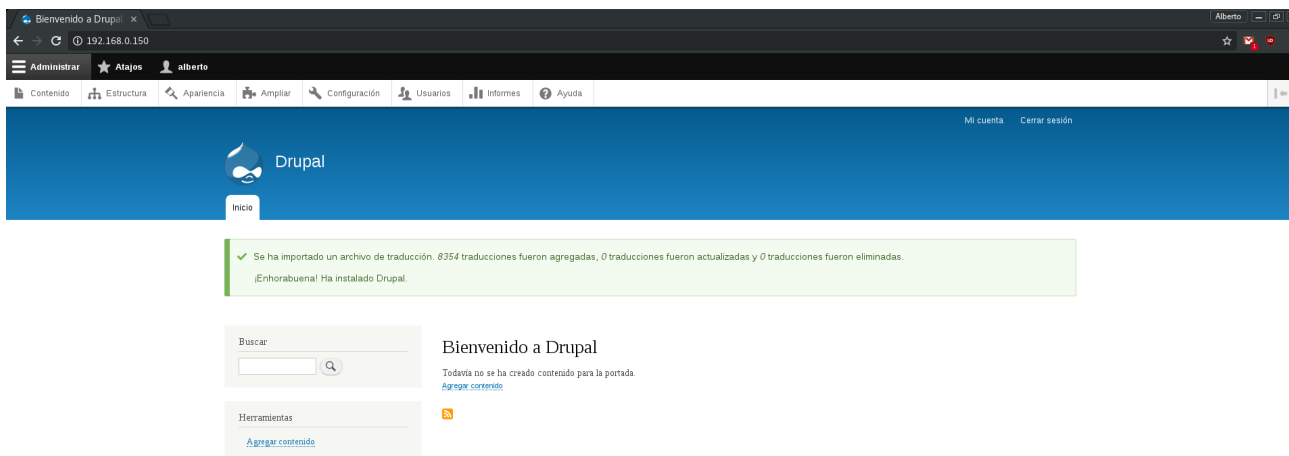 Bienvenido a Drupal
Alberto
192.168.0.150
1
Administrar Atajos alberto
Contenido Estructura Apariencia Ampliar Configuración Usuarios Informes Ayuda
Mi cuenta Cerrar sesión
Drupal
Inicio
Se ha importado un archivo de traducción. 8354 traducciones fueron agregadas, 0 traducciones fueron actualizadas y 0 traducciones fueron eliminadas.
¡Enhorabuena! Ha instalado Drupal.
Buscar
Bienvenido a Drupal
Todavía no se ha creado contenido para la portada.
Agregar contenido
Herramientas
Agregar contenido